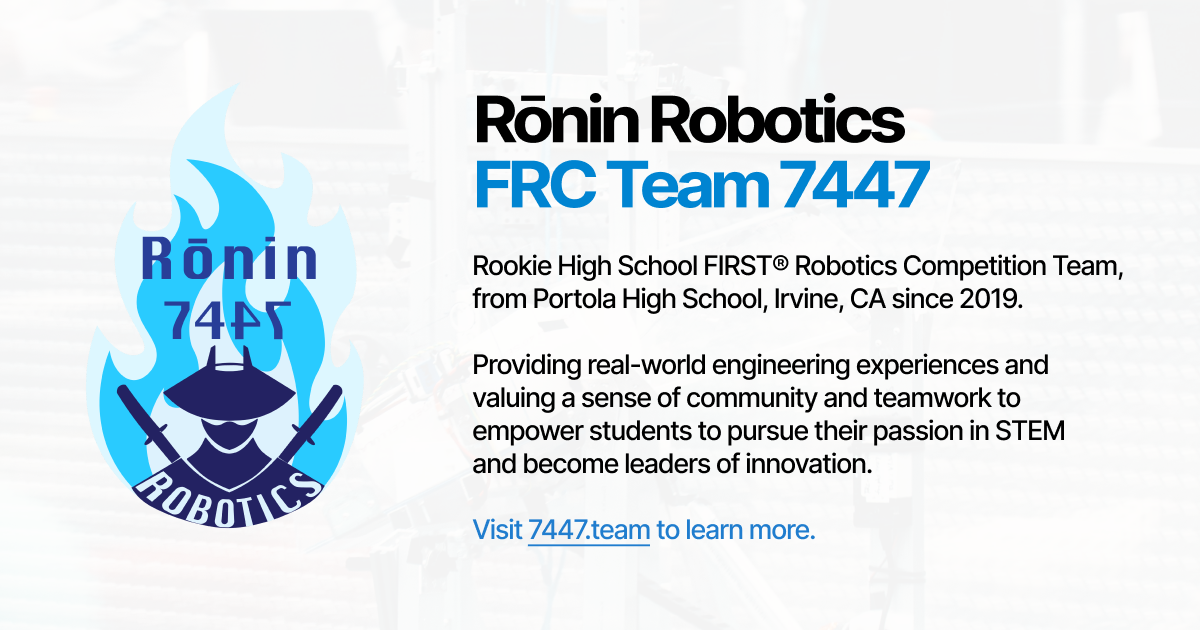 Rōnin
7447
ROBOTICS
Rōnin Robotics
FRC Team 7447
Rookie High School FIRST® Robotics Competition Team,
from Portola High School, Irvine, CA since 2019.
Providing real-world engineering experiences and
valuing a sense of community and teamwork to
empower students to pursue their passion in STEM
and become leaders of innovation.
Visit 7447.team to learn more.